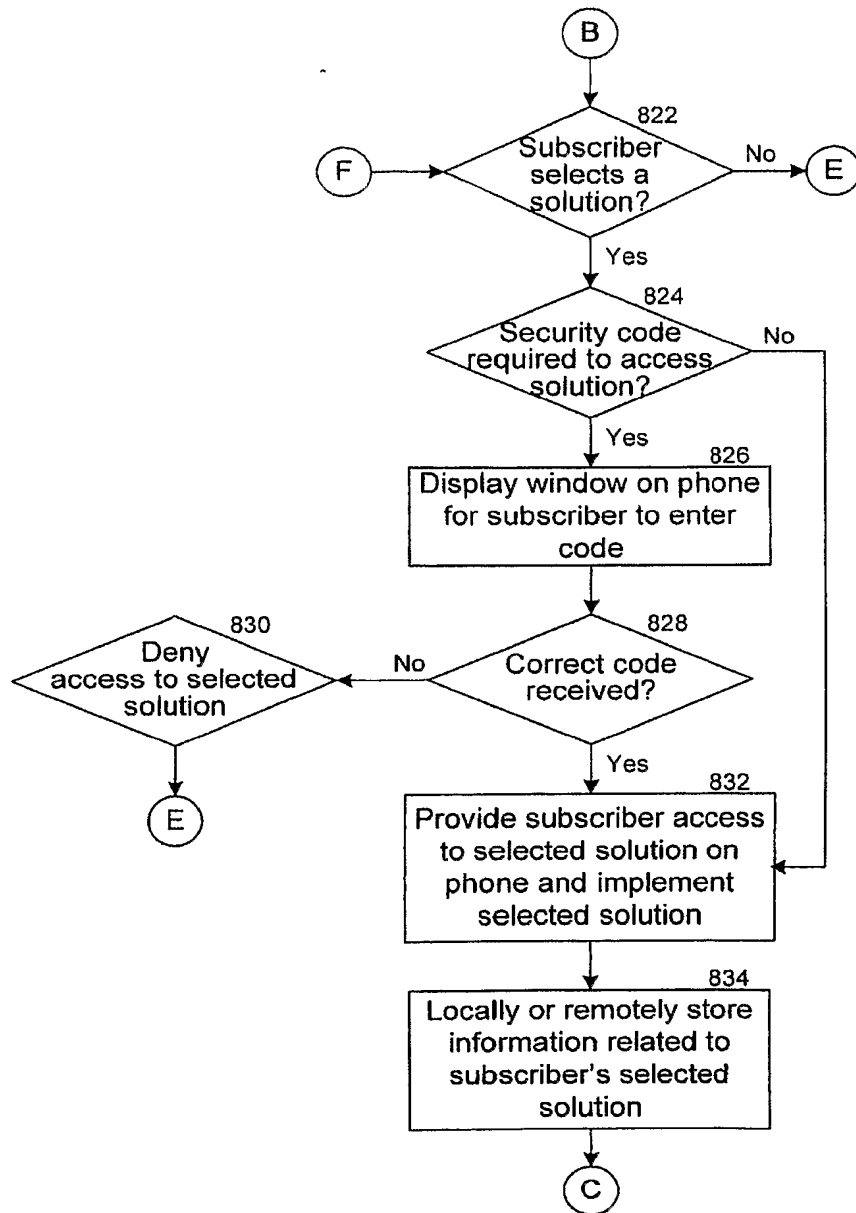 B
822
F
Subscriber
selects a
solution?
No
E
Yes
824
Security code
required to access
solution?
No
Yes
826
Display window on phone
for subscriber to enter
code
830
Deny
access to selected
solution
No
828
Correct code
received?
E
Yes
832
Provide subscriber access
to selected solution on
phone and implement
selected solution
834
Locally or remotely store
information related to
subscriber's selected
solution
C